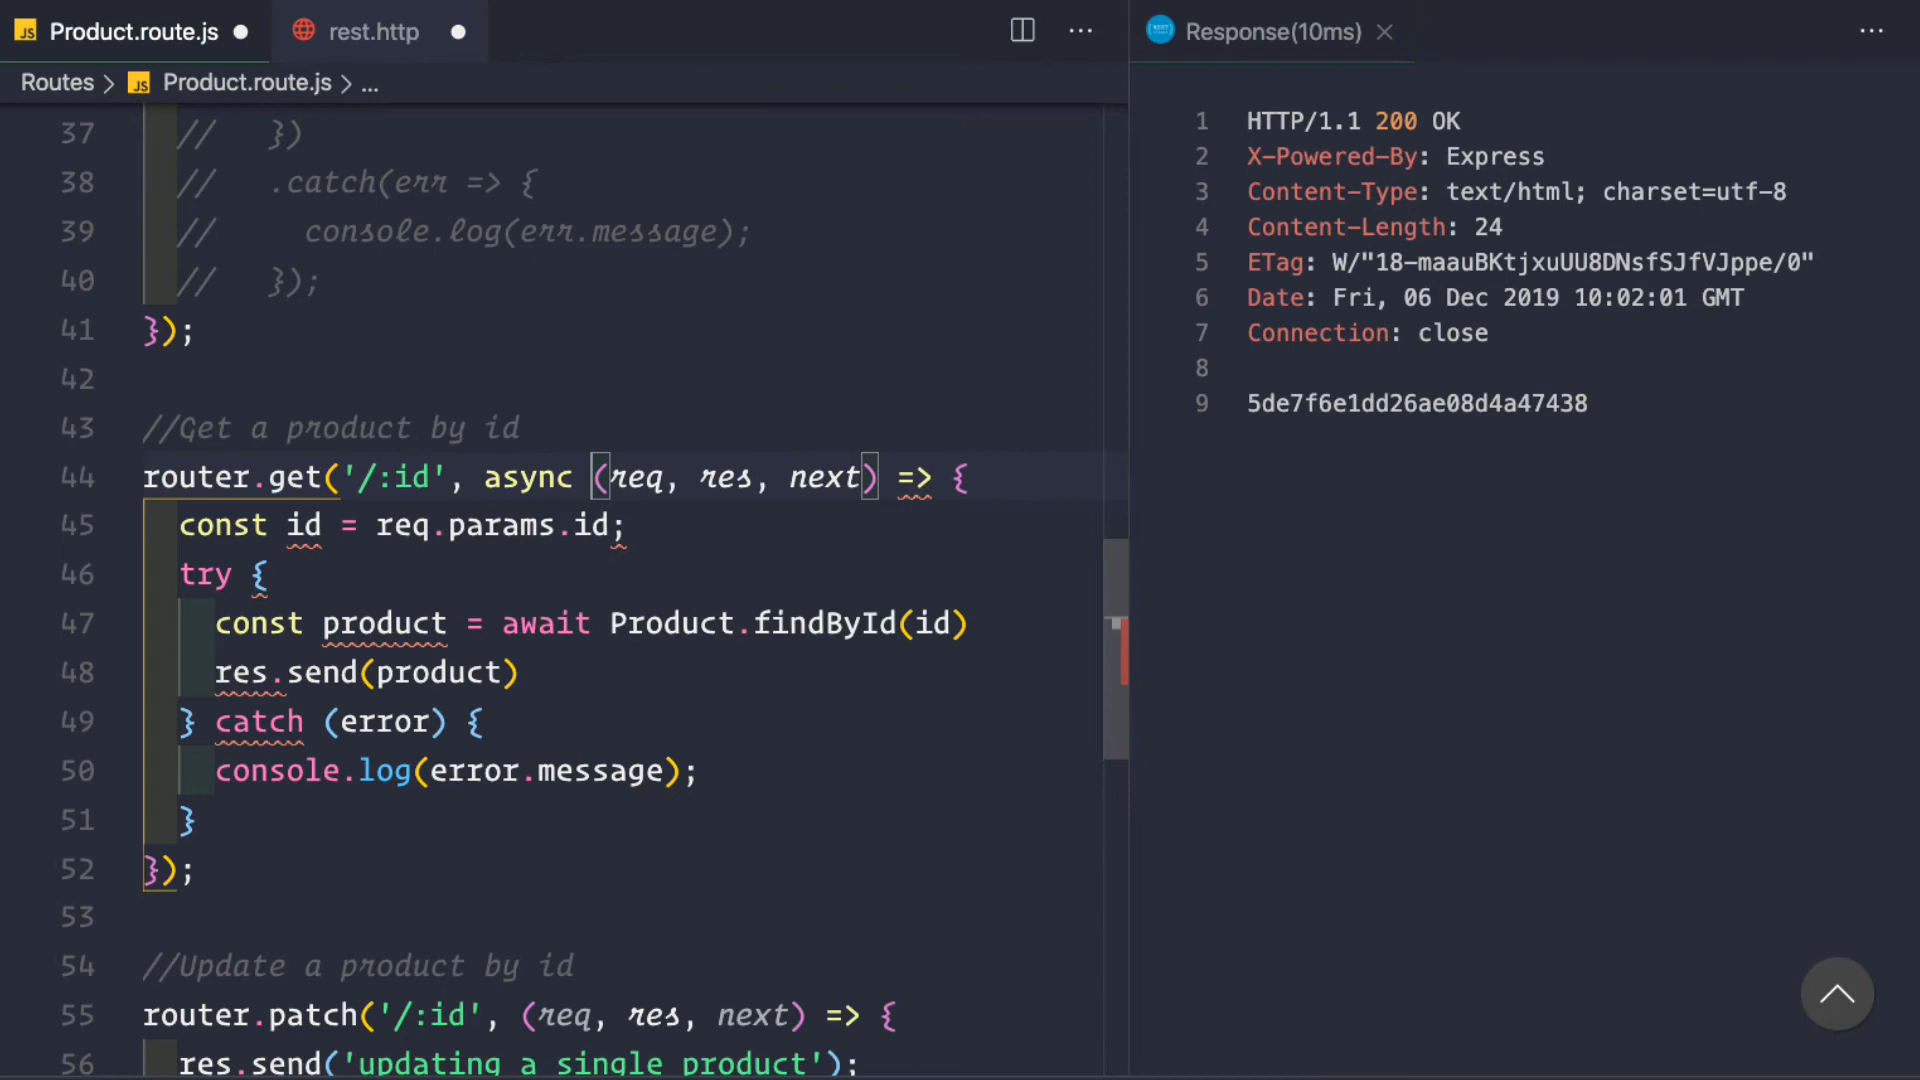 JS Product.route.js
rest.http
Routes > JS Product.route.js > ...
37 //   })
38 //   .catch(err => {
39 //     console.log(err.message);
40 //   });
41 });
42
43 //Get a product by id
44 router.get('/:id', async (req, res, next) => {
45   const id = req.params.id;
46   try {
47     const product = await Product.findById(id)
48     res.send(product)
49   } catch (error) {
50     console.log(error.message);
51   }
52 });
53
54 //Update a product by id
55 router.patch('/:id', (req, res, next) => {
56   res.send('updating a single product');
Response(10ms)
1 HTTP/1.1 200 OK
2 X-Powered-By: Express
3 Content-Type: text/html; charset=utf-8
4 Content-Length: 24
5 ETag: W/"18-maauBKtjxuUU8DNsfSJfVJppe/0"
6 Date: Fri, 06 Dec 2019 10:02:01 GMT
7 Connection: close
8
9 5de7f6e1dd26ae08d4a47438